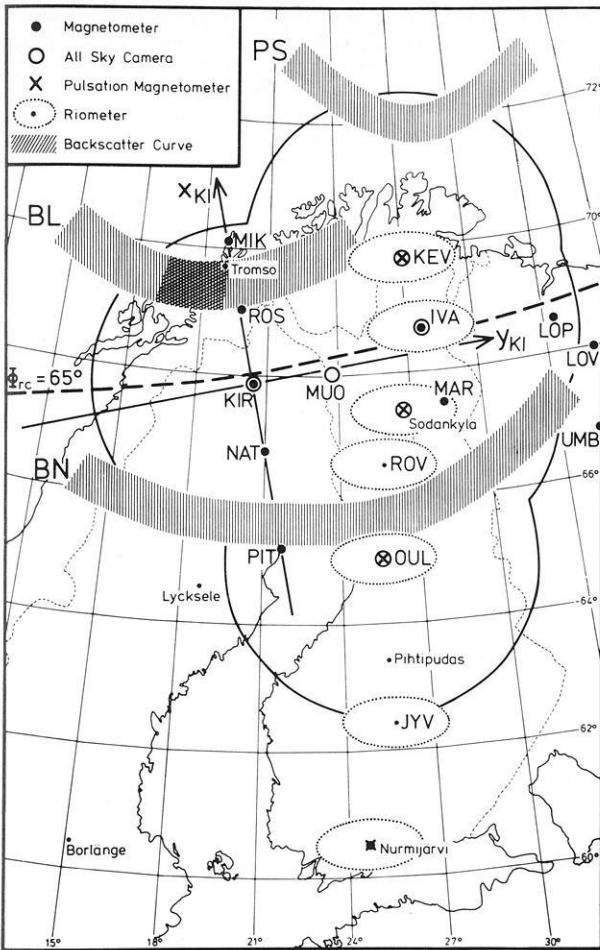 Magnetometer
All Sky Camera
Pulsation Magnetometer
Riometer
Backscatter Curve
PS
72°
X KI
BL
70°
MIK
KEV
Tromso
ROS
IVA
LOP
y KI
LOV
Φrc = 65°
KIR
MUO
MAR
Sodankylä
UMB
NAT
ROV
BN
66°
PIT
OUL
Lycksele
64°
Pihtipudas
JYV
62°
Borlänge
Nurmijärvi
60°
15° 18° 21° 24° 27° 30°